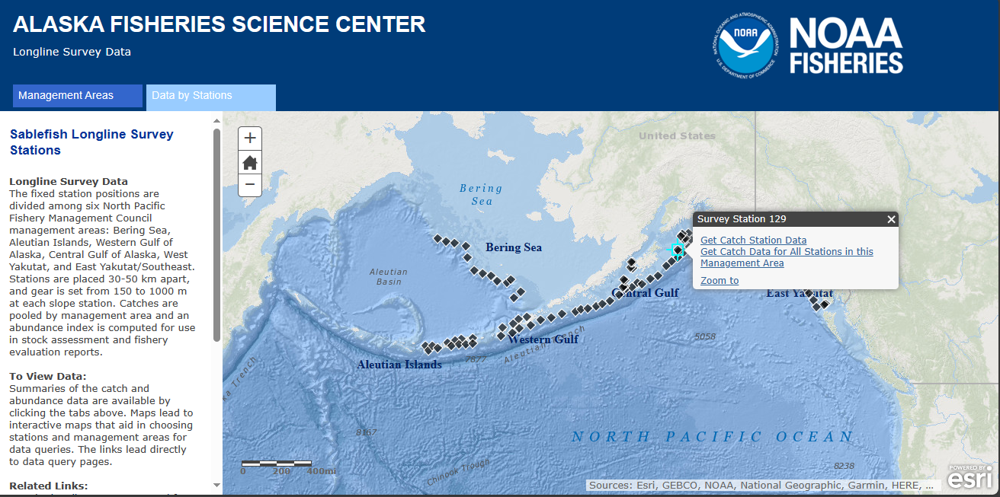 ALASKA FISHERIES SCIENCE CENTER
Longline Survey Data
NATIONAL OCEANIC AND ATMOSPHERIC ADMINISTRATION
NOAA
U.S. DEPARTMENT OF COMMERCE
NOAA
FISHERIES
Management Areas
Data by Stations
Sablefish Longline Survey
Stations
Longline Survey Data
The fixed station positions are
divided among six North Pacific
Fishery Management Council
management areas: Bering Sea,
Aleutian Islands, Western Gulf of
Alaska, Central Gulf of Alaska, West
Yakutat, and East Yakutat/Southeast.
Stations are placed 30-50 km apart,
and gear is set from 150 to 1000 m
at each slope station. Catches are
pooled by management area and an
abundance index is computed for use
in stock assessment and fishery
evaluation reports.
To View Data:
Summaries of the catch and
abundance data are available by
clicking the tabs above. Maps lead to
interactive maps that aid in choosing
stations and management areas for
data queries. The links lead directly
to data query pages.
Related Links:
+
−
United States
Bering
Sea
Bering Sea
Survey Station 129
Get Catch Station Data
Get Catch Data for All Stations in this
Management Area
Zoom to
Aleutian
Basin
Central Gulf
East Yakutat
Western Gulf
Aleutian Trench
5058
7877
Aleutian Islands
Trench
8167
NORTH PACIFIC OCEAN
Chinook Trough
8238
0 200 400mi
Sources: Esri, GEBCO, NOAA, National Geographic, Garmin, HERE, ...
POWERED BY
esri